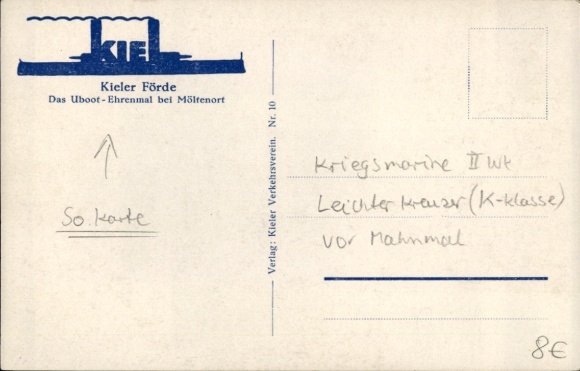 KIEL
Kieler Förde
Das Uboot-Ehrenmal bei Möltenort
So. Karte
Verlag: Kieler Verkehrsverein. Nr. 10
Kriegsmarine II Wk
Leichter Kreuzer (K-Klasse)
vor Mahnmal
8€